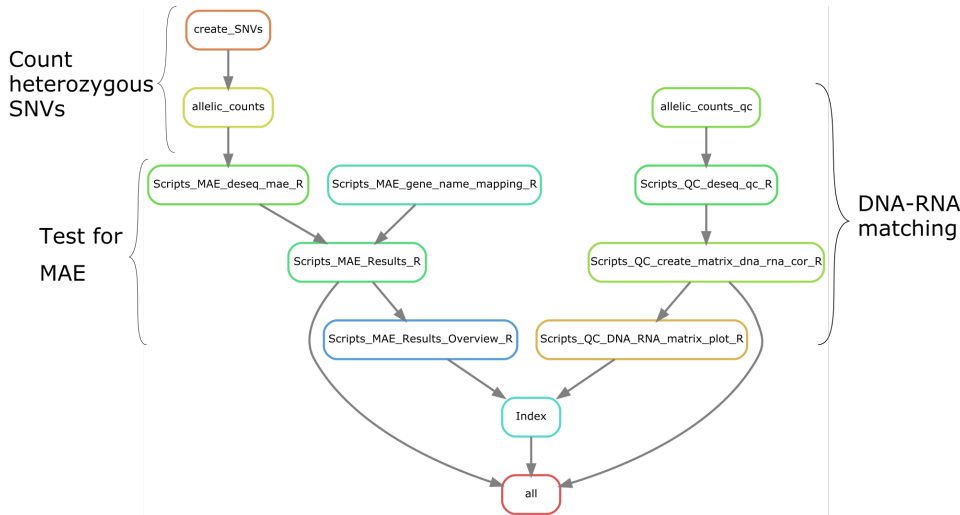 create_SNVs
Count
heterozygous
SNVs
allelic_counts
allelic_counts_qc
Scripts_MAE_deseq_mae_R
Scripts_MAE_gene_name_mapping_R
Scripts_QC_deseq_qc_R
DNA-RNA
matching
Test for
MAE
Scripts_MAE_Results_R
Scripts_QC_create_matrix_dna_rna_cor_R
Scripts_MAE_Results_Overview_R
Scripts_QC_DNA_RNA_matrix_plot_R
Index
all